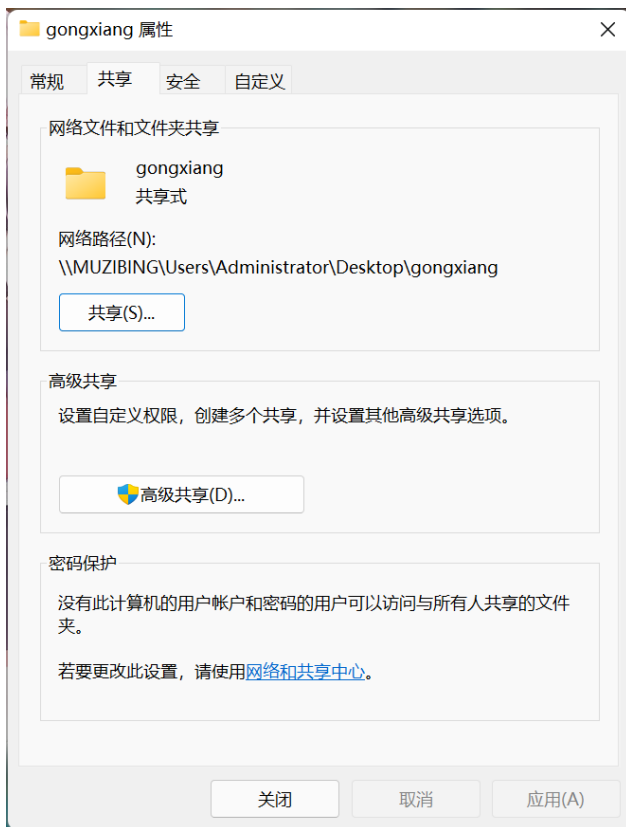 gongxiang 属性
常规 共享 安全 自定义
网络文件和文件夹共享
gongxiang
共享式
网络路径(N):
\\MUZIBING\Users\Administrator\Desktop\gongxiang
共享(S)...
高级共享
设置自定义权限，创建多个共享，并设置其他高级共享选项。
高级共享(D)...
密码保护
没有此计算机的用户帐户和密码的用户可以访问与所有人共享的文件
夹。
若要更改此设置，请使用网络和共享中心。
关闭 取消 应用(A)